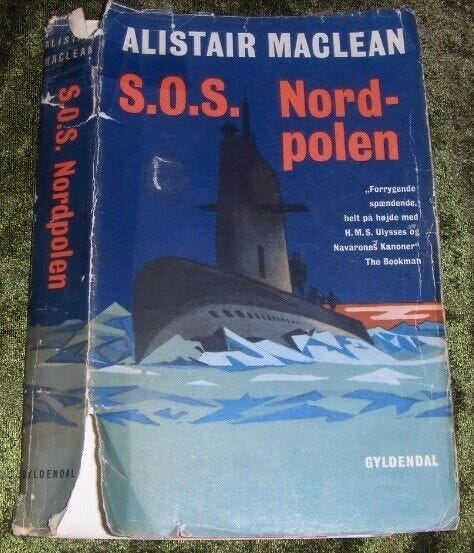 ALISTAIR
MACLEAN
S.O.S. Nordpolen
GYLDENDAL
ALISTAIR MACLEAN
S.O.S. Nord-
polen
„Forrygende
spændende,
helt på højde med
H.M.S. Ulysses og
Navarones Kanoner"
The Bookman
GYLDENDAL